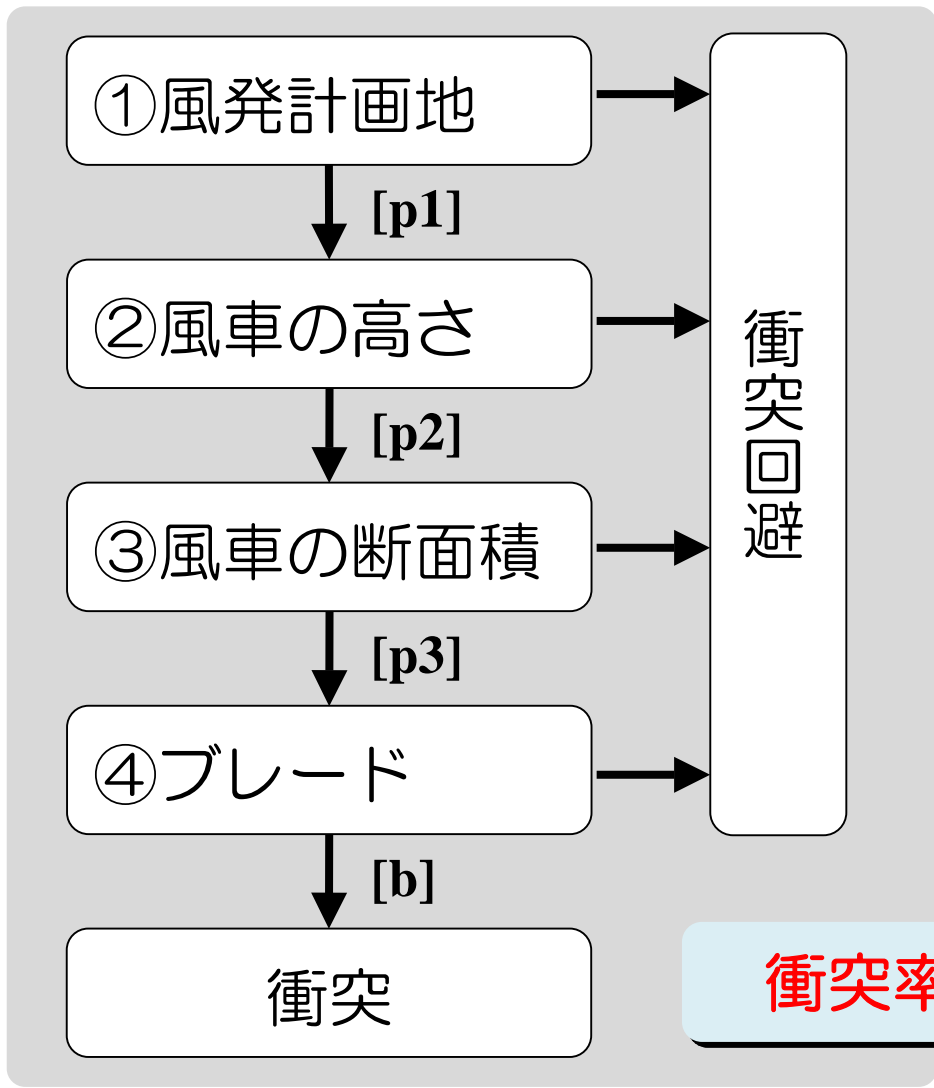 ①風発計画地
[p1]
②風車の高さ
[p2]
③風車の断面積
[p3]
④ブレード
[b]
衝突
衝突回避
衝突率